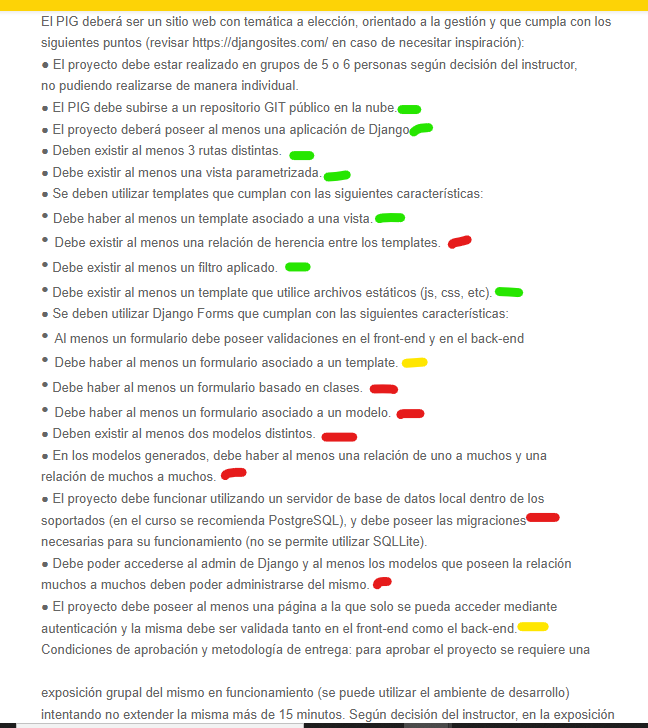 El PIG deberá ser un sitio web con temática a elección, orientado a la gestión y que cumpla con los
siguientes puntos (revisar https://djangosites.com/ en caso de necesitar inspiración):
● El proyecto debe estar realizado en grupos de 5 o 6 personas según decisión del instructor,
no pudiendo realizarse de manera individual.
● El PIG debe subirse a un repositorio GIT público en la nube.
● El proyecto deberá poseer al menos una aplicación de Django
● Deben existir al menos 3 rutas distintas.
● Debe existir al menos una vista parametrizada.
● Se deben utilizar templates que cumplan con las siguientes características:
● Debe haber al menos un template asociado a una vista.
● Debe existir al menos una relación de herencia entre los templates.
● Debe existir al menos un filtro aplicado.
● Debe existir al menos un template que utilice archivos estáticos (js, css, etc).
● Se deben utilizar Django Forms que cumplan con las siguientes características:
● Al menos un formulario debe poseer validaciones en el front-end y en el back-end
● Debe haber al menos un formulario asociado a un template.
● Debe haber al menos un formulario basado en clases.
● Debe haber al menos un formulario asociado a un modelo.
● Deben existir al menos dos modelos distintos.
● En los modelos generados, debe haber al menos una relación de uno a muchos y una
relación de muchos a muchos.
● El proyecto debe funcionar utilizando un servidor de base de datos local dentro de los
soportados (en el curso se recomienda PostgreSQL), y debe poseer las migraciones
necesarias para su funcionamiento (no se permite utilizar SQLLite).
● Debe poder accederse al admin de Django y al menos los modelos que poseen la relación
muchos a muchos deben poder administrarse del mismo.
● El proyecto debe poseer al menos una página a la que solo se pueda acceder mediante
autenticación y la misma debe ser validada tanto en el front-end como el back-end.
Condiciones de aprobación y metodología de entrega: para aprobar el proyecto se requiere una
exposición grupal del mismo en funcionamiento (se puede utilizar el ambiente de desarrollo)
intentando no extender la misma más de 15 minutos. Según decisión del instructor, en la exposición